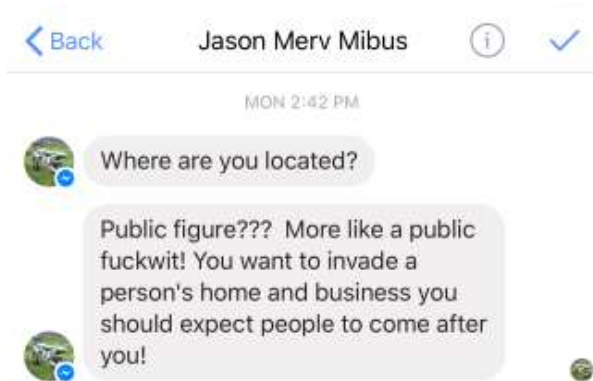 Back Jason Merv Mibus
MON 2:42 PM
Where are you located?
Public figure??? More like a public
fuckwit! You want to invade a
person's home and business you
should expect people to come after
you!